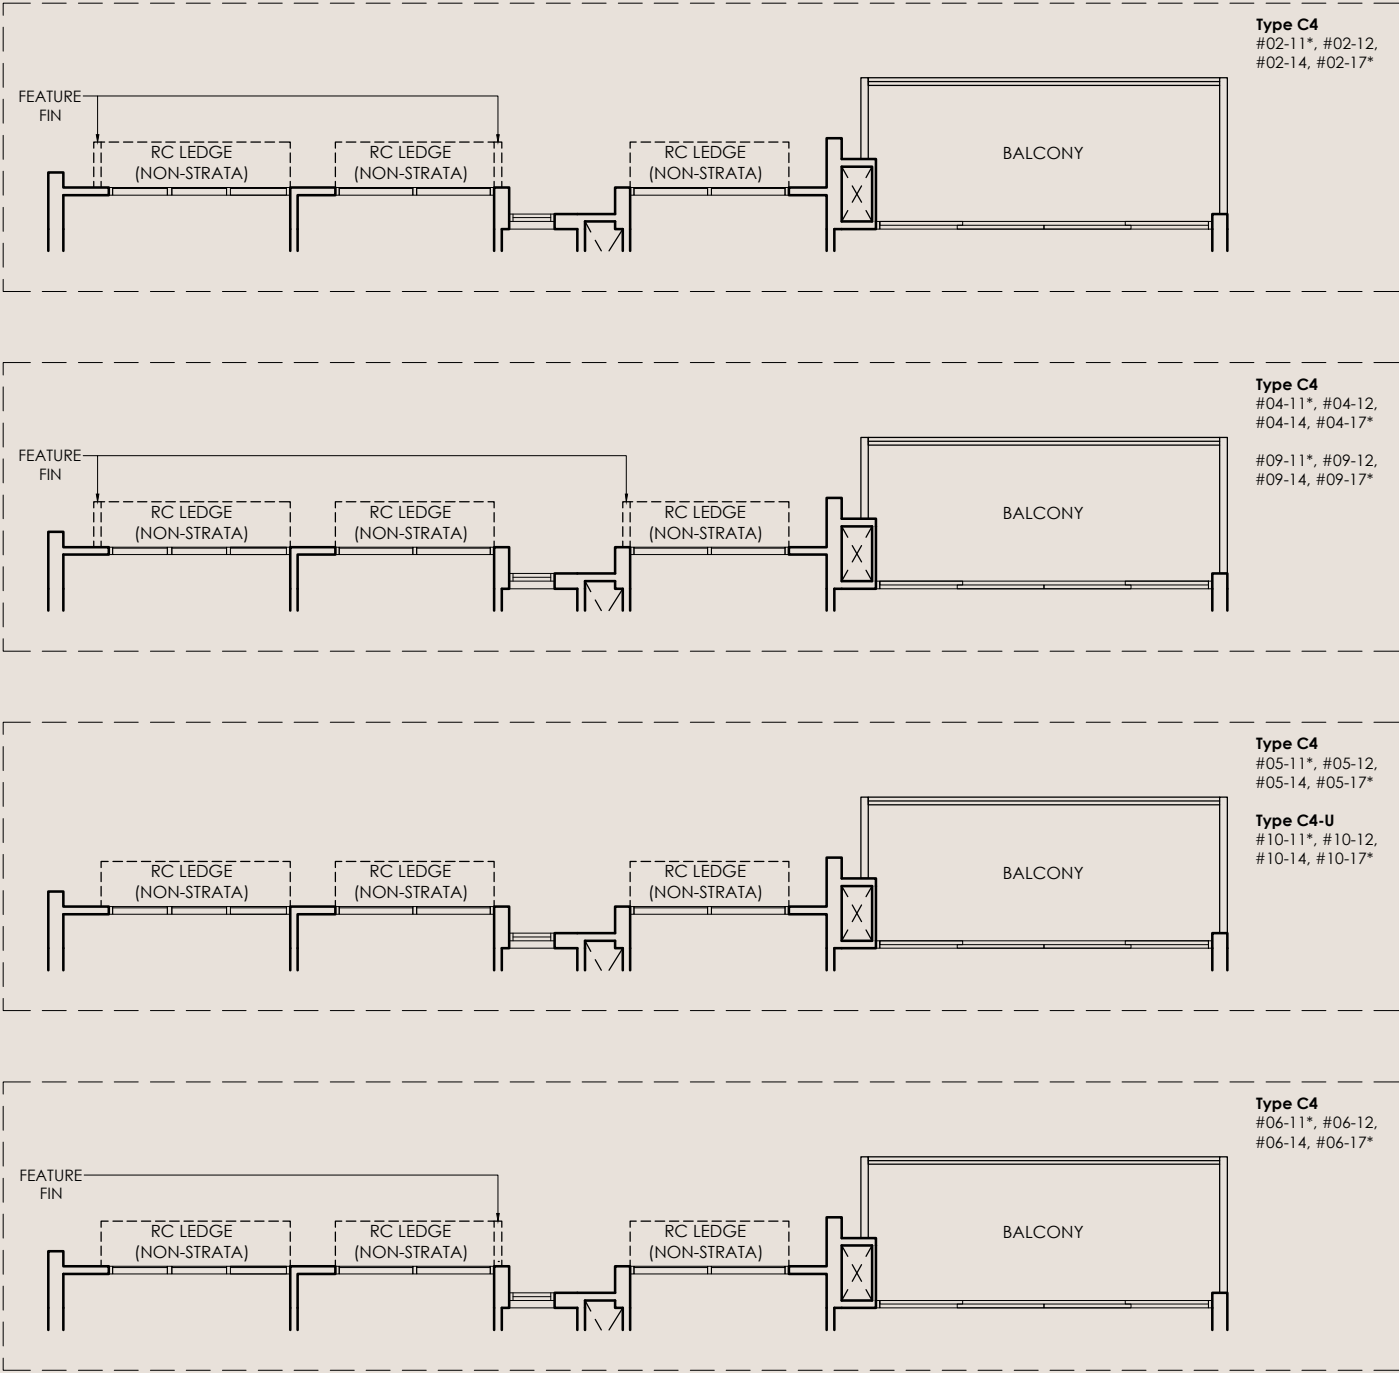 Type C4
#02-11*, #02-12,
#02-14, #02-17*
FEATURE
FIN
RC LEDGE
(NON-STRATA)
RC LEDGE
(NON-STRATA)
RC LEDGE
(NON-STRATA)
BALCONY
Type C4
#04-11*, #04-12,
#04-14, #04-17*
#09-11*, #09-12,
#09-14, #09-17*
FEATURE
FIN
RC LEDGE
(NON-STRATA)
RC LEDGE
(NON-STRATA)
RC LEDGE
(NON-STRATA)
BALCONY
Type C4
#05-11*, #05-12,
#05-14, #05-17*
Type C4-U
#10-11*, #10-12,
#10-14, #10-17*
RC LEDGE
(NON-STRATA)
RC LEDGE
(NON-STRATA)
RC LEDGE
(NON-STRATA)
BALCONY
Type C4
#06-11*, #06-12,
#06-14, #06-17*
FEATURE
FIN
RC LEDGE
(NON-STRATA)
RC LEDGE
(NON-STRATA)
RC LEDGE
(NON-STRATA)
BALCONY